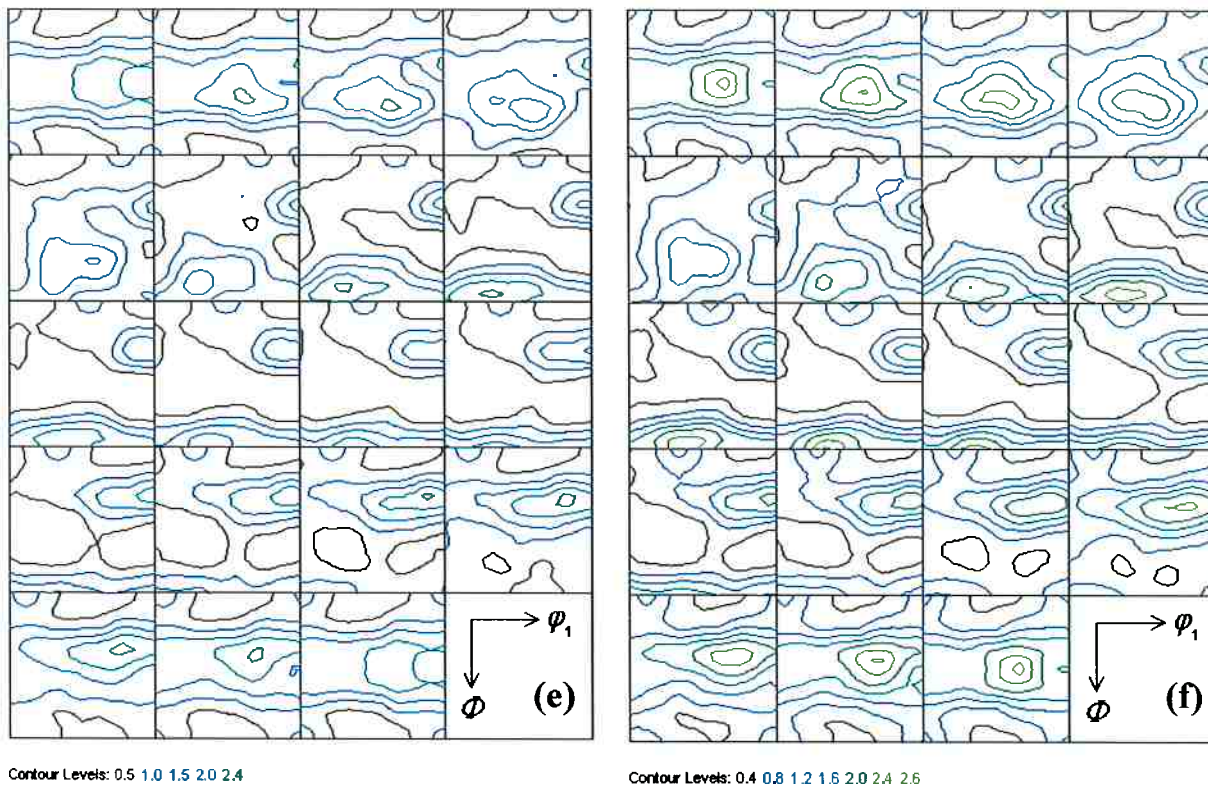 φ₁
Φ
(e)
φ₁
Φ
(f)
Contour Levels: 0.5 1.0 1.5 2.0 2.4
Contour Levels: 0.4 0.8 1.2 1.6 2.0 2.4 2.6